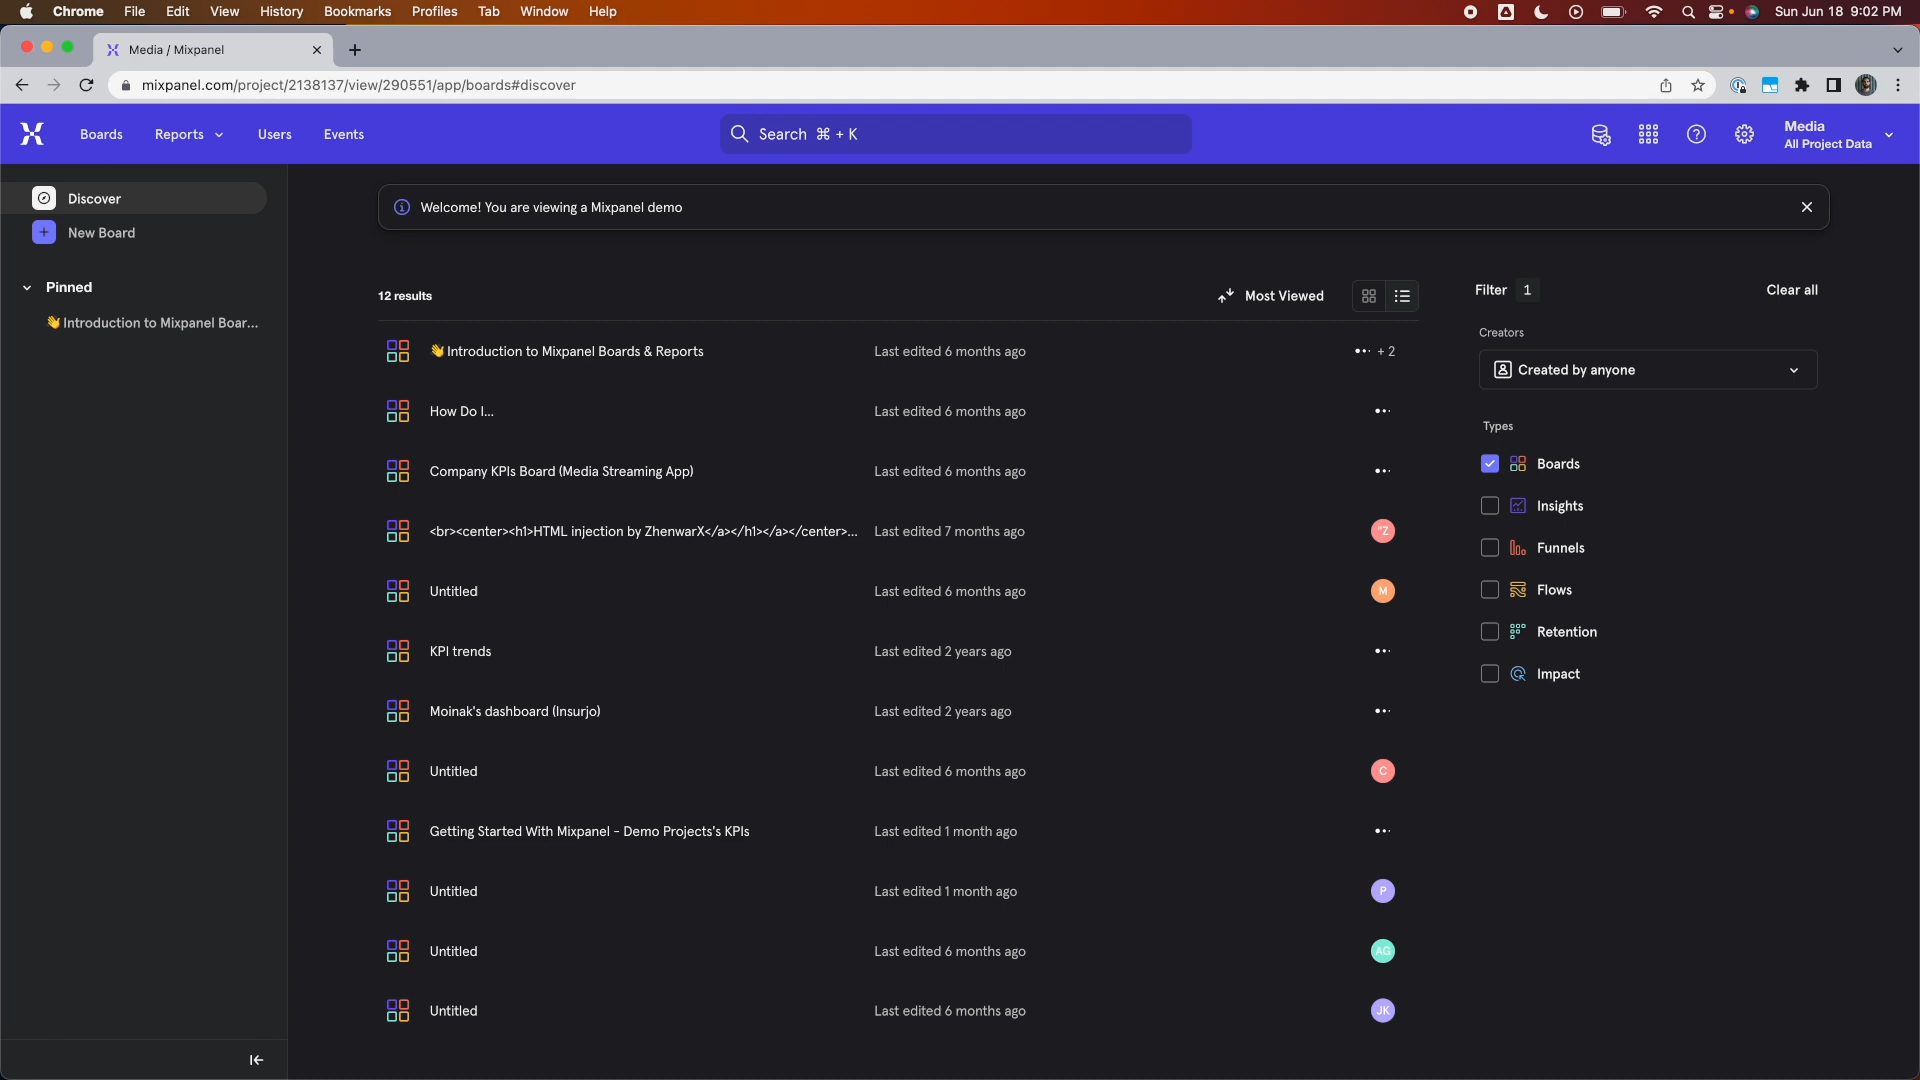 Chrome File Edit View History Bookmarks Profiles Tab Window Help Sun Jun 18 9:02 PM
Media / Mixpanel
mixpanel.com/project/2138137/view/290551/app/boards#discover
Boards Reports Users Events Search ⌘ + K Media
All Project Data
Discover
New Board
Pinned
👋 Introduction to Mixpanel Boar...
Welcome! You are viewing a Mixpanel demo
12 results Most Viewed
👋 Introduction to Mixpanel Boards & Reports Last edited 6 months ago + 2
How Do I... Last edited 6 months ago
Company KPIs Board (Media Streaming App) Last edited 6 months ago
<br><center><h1>HTML injection by ZhenwarX</a></h1></a></center>... Last edited 7 months ago "Z
Untitled Last edited 6 months ago M
KPI trends Last edited 2 years ago
Moinak's dashboard (Insurjo) Last edited 2 years ago
Untitled Last edited 6 months ago C
Getting Started With Mixpanel - Demo Projects's KPIs Last edited 1 month ago
Untitled Last edited 1 month ago P
Untitled Last edited 6 months ago AG
Untitled Last edited 6 months ago JK
Filter 1 Clear all
Creators
Created by anyone
Types
Boards
Insights
Funnels
Flows
Retention
Impact